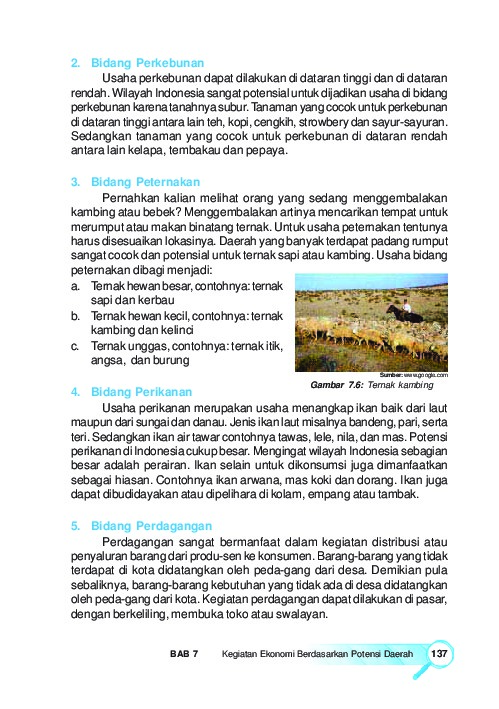 2. Bidang Perkebunan
Usaha perkebunan dapat dilakukan di dataran tinggi dan di dataran
rendah. Wilayah Indonesia sangat potensial untuk dijadikan usaha di bidang
perkebunan karena tanahnya subur. Tanaman yang cocok untuk perkebunan
di dataran tinggi antara lain teh, kopi, cengkih, strowbery dan sayur-sayuran.
Sedangkan tanaman yang cocok untuk perkebunan di dataran rendah
antara lain kelapa, tembakau dan pepaya.
3. Bidang Peternakan
Pernahkan kalian melihat orang yang sedang menggembalakan
kambing atau bebek? Menggembalakan artinya mencarikan tempat untuk
merumput atau makan binatang ternak. Untuk usaha peternakan tentunya
harus disesuaikan lokasinya. Daerah yang banyak terdapat padang rumput
sangat cocok dan potensial untuk ternak sapi atau kambing. Usaha bidang
peternakan dibagi menjadi:
a. Ternak hewan besar, contohnya: ternak
sapi dan kerbau
b. Ternak hewan kecil, contohnya: ternak
kambing dan kelinci
c. Ternak unggas, contohnya: ternak itik,
angsa, dan burung
Sumber: www.google.com
Gambar 7.6: Ternak kambing
4. Bidang Perikanan
Usaha perikanan merupakan usaha menangkap ikan baik dari laut
maupun dari sungai dan danau. Jenis ikan laut misalnya bandeng, pari, serta
teri. Sedangkan ikan air tawar contohnya tawas, lele, nila, dan mas. Potensi
perikanan di Indonesia cukup besar. Mengingat wilayah Indonesia sebagian
besar adalah perairan. Ikan selain untuk dikonsumsi juga dimanfaatkan
sebagai hiasan. Contohnya ikan arwana, mas koki dan dorang. Ikan juga
dapat dibudidayakan atau dipelihara di kolam, empang atau tambak.
5. Bidang Perdagangan
Perdagangan sangat bermanfaat dalam kegiatan distribusi atau
penyaluran barang dari produ-sen ke konsumen. Barang-barang yang tidak
terdapat di kota didatangkan oleh peda-gang dari desa. Demikian pula
sebaliknya, barang-barang kebutuhan yang tidak ada di desa didatangkan
oleh peda-gang dari kota. Kegiatan perdagangan dapat dilakukan di pasar,
dengan berkeliling, membuka toko atau swalayan.
BAB 7 Kegiatan Ekonomi Berdasarkan Potensi Daerah 137